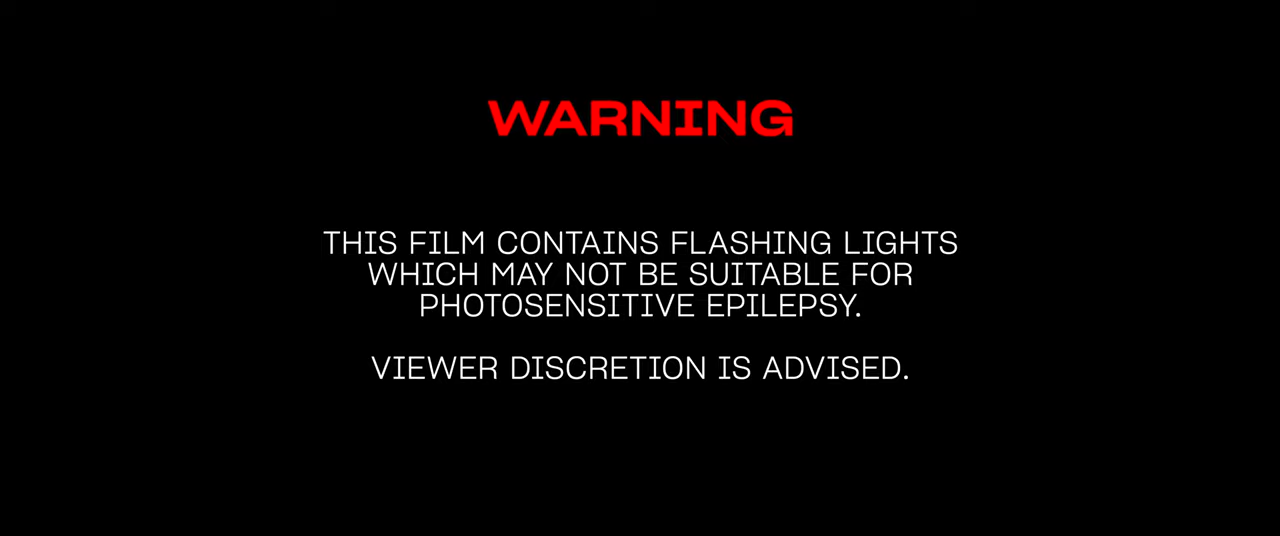 WARNING
THIS FILM CONTAINS FLASHING LIGHTS
WHICH MAY NOT BE SUITABLE FOR
PHOTOSENSITIVE EPILEPSY.
VIEWER DISCRETION IS ADVISED.